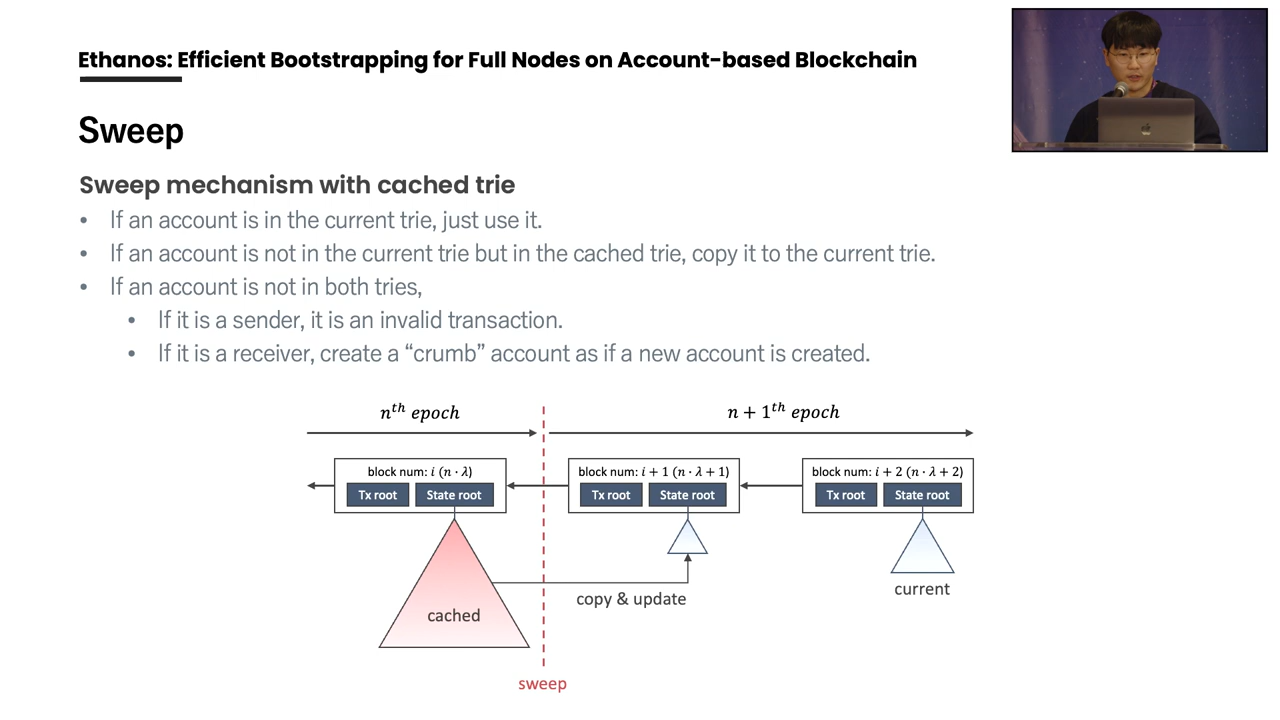 Ethanos: Efficient Bootstrapping for Full Nodes on Account-based Blockchain
Sweep
Sweep mechanism with cached trie
• If an account is in the current trie, just use it.
• If an account is not in the current trie but in the cached trie, copy it to the current trie.
• If an account is not in both tries,
• If it is a sender, it is an invalid transaction.
• If it is a receiver, create a “crumb” account as if a new account is created.
nᵗʰ epoch
n + 1ᵗʰ epoch
block num: i (n · λ)
Tx root State root
block num: i + 1 (n · λ + 1)
Tx root State root
block num: i + 2 (n · λ + 2)
Tx root State root
cached
copy & update
current
sweep